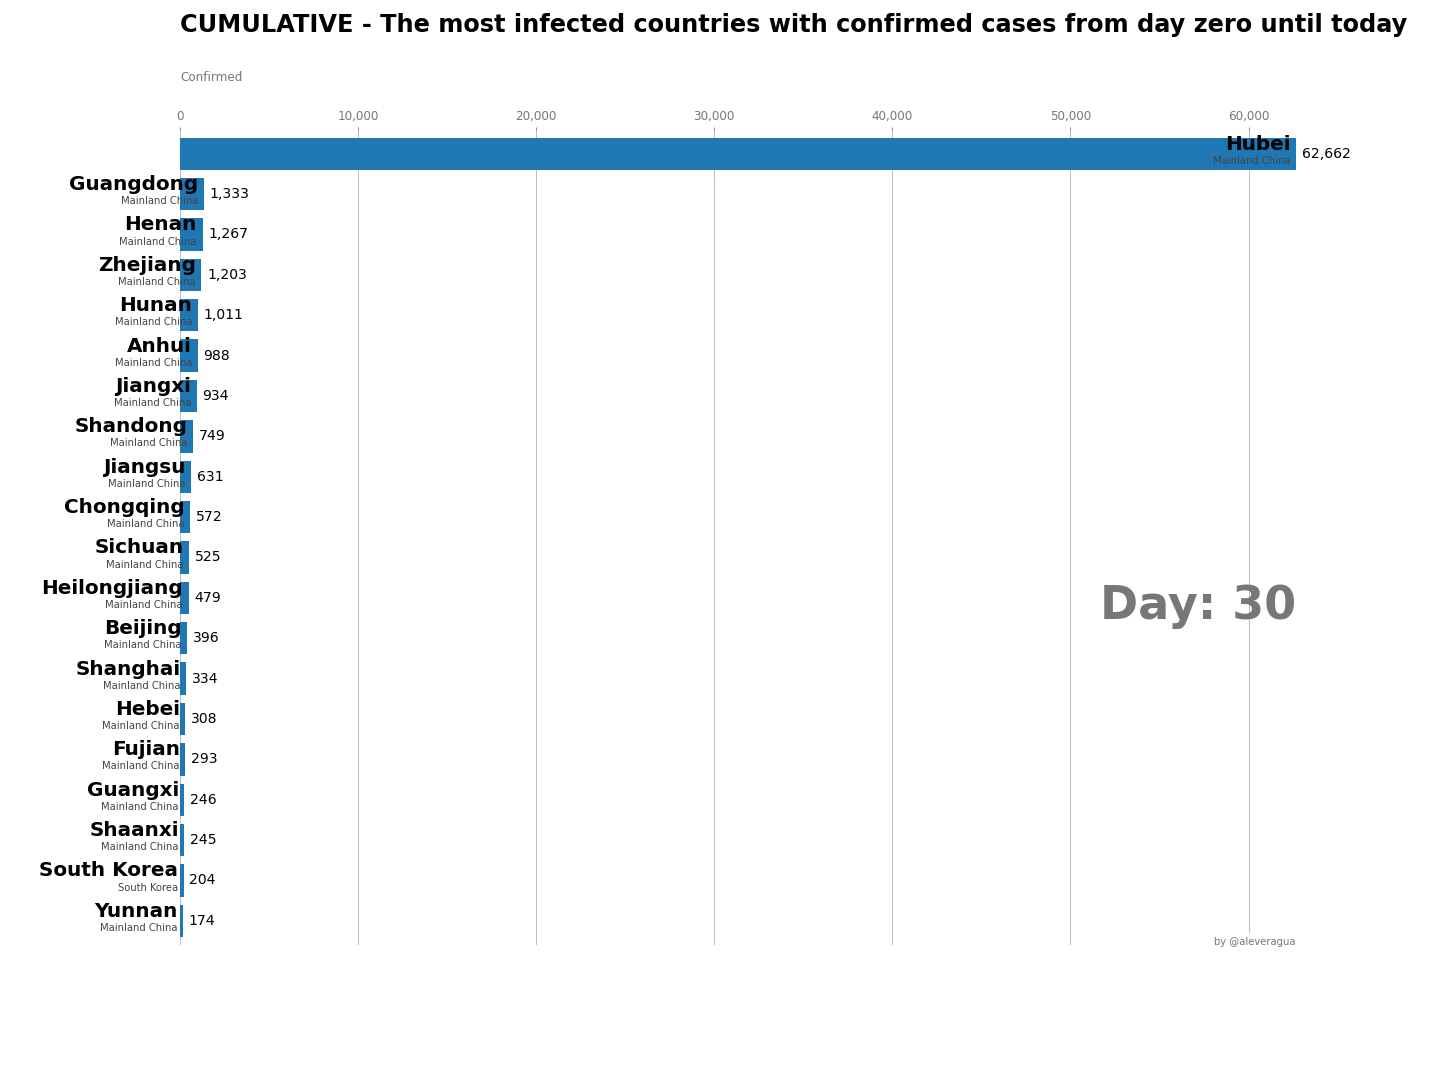 CUMULATIVE - The most infected countries with confirmed cases from day zero until today
Confirmed
0 10,000 20,000 30,000 40,000 50,000 60,000
Hubei 62,662
Mainland China
Guangdong 1,333
Mainland China
Henan 1,267
Mainland China
Zhejiang 1,203
Mainland China
Hunan 1,011
Mainland China
Anhui 988
Mainland China
Jiangxi 934
Mainland China
Shandong 749
Mainland China
Jiangsu 631
Mainland China
Chongqing 572
Mainland China
Sichuan 525
Mainland China
Heilongjiang 479
Mainland China
Day: 30
Beijing 396
Mainland China
Shanghai 334
Mainland China
Hebei 308
Mainland China
Fujian 293
Mainland China
Guangxi 246
Mainland China
Shaanxi 245
Mainland China
South Korea 204
South Korea
Yunnan 174
Mainland China
by @aleveragua